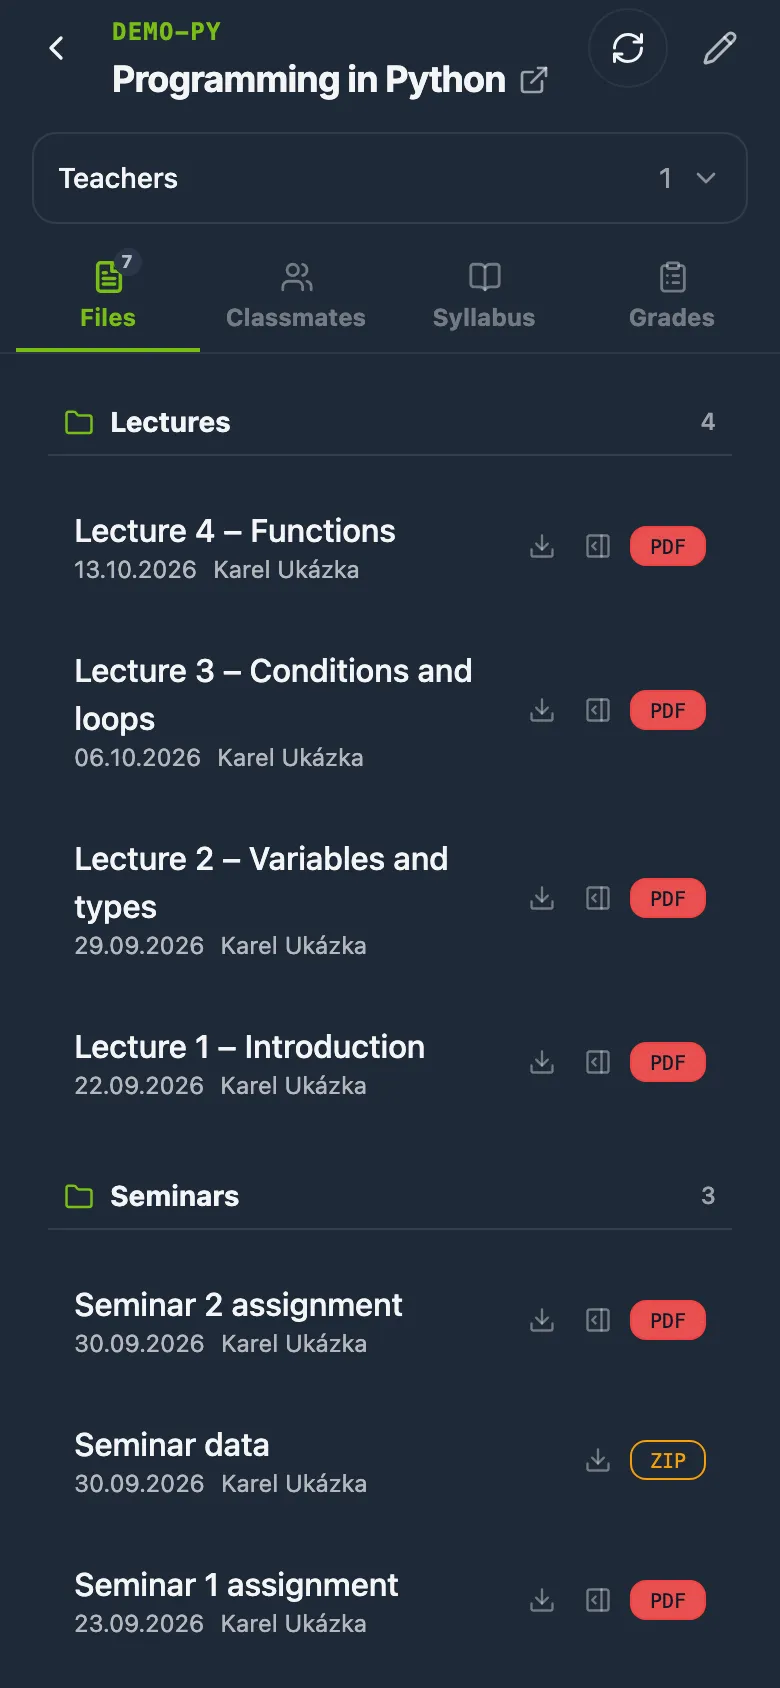 DEMO-PY
Programming in Python
Teachers 1
7
Files Classmates Syllabus Grades
Lectures 4
Lecture 4 – Functions
13.10.2026 Karel Ukázka
PDF
Lecture 3 – Conditions and
loops
06.10.2026 Karel Ukázka
PDF
Lecture 2 – Variables and
types
29.09.2026 Karel Ukázka
PDF
Lecture 1 – Introduction
22.09.2026 Karel Ukázka
PDF
Seminars 3
Seminar 2 assignment
30.09.2026 Karel Ukázka
PDF
Seminar data
30.09.2026 Karel Ukázka
ZIP
Seminar 1 assignment
23.09.2026 Karel Ukázka
PDF